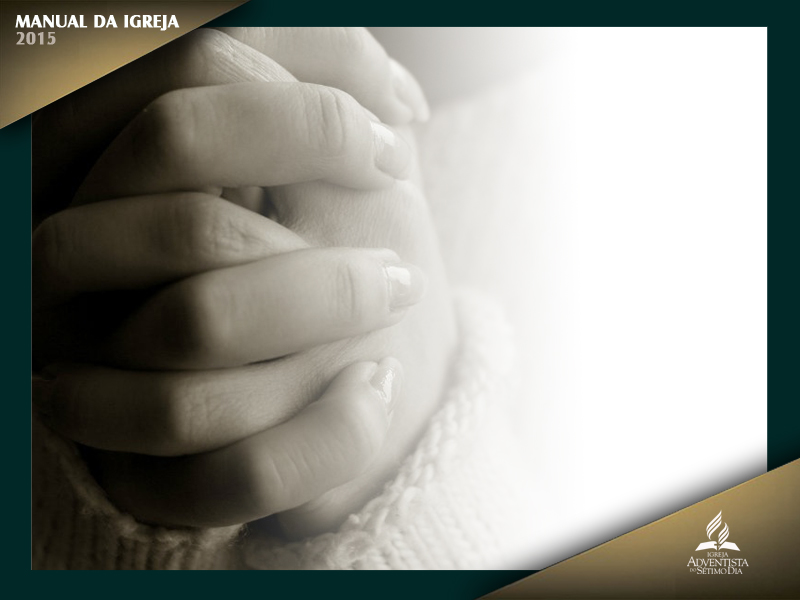 MANUAL DA IGREJA
2015
IGREJA
ADVENTISTA
DO SÉTIMO DIA